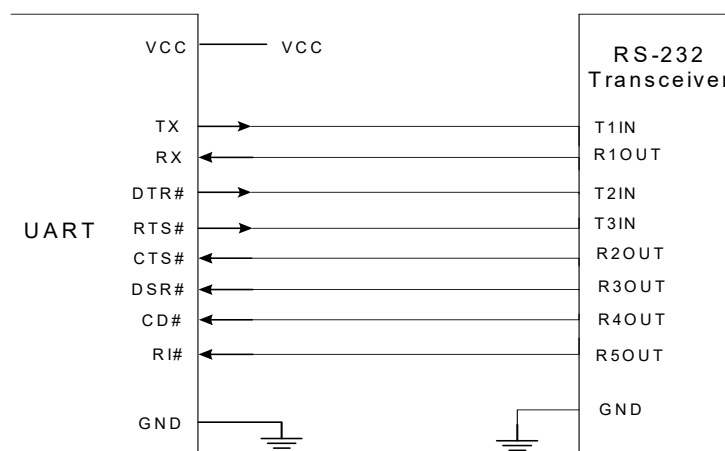 VCC VCC
RS-232
Transceiver
TX T1IN
RX R1OUT
DTR# T2IN
UART RTS# T3IN
CTS# R2OUT
DSR# R3OUT
CD# R4OUT
RI# R5OUT
GND GND